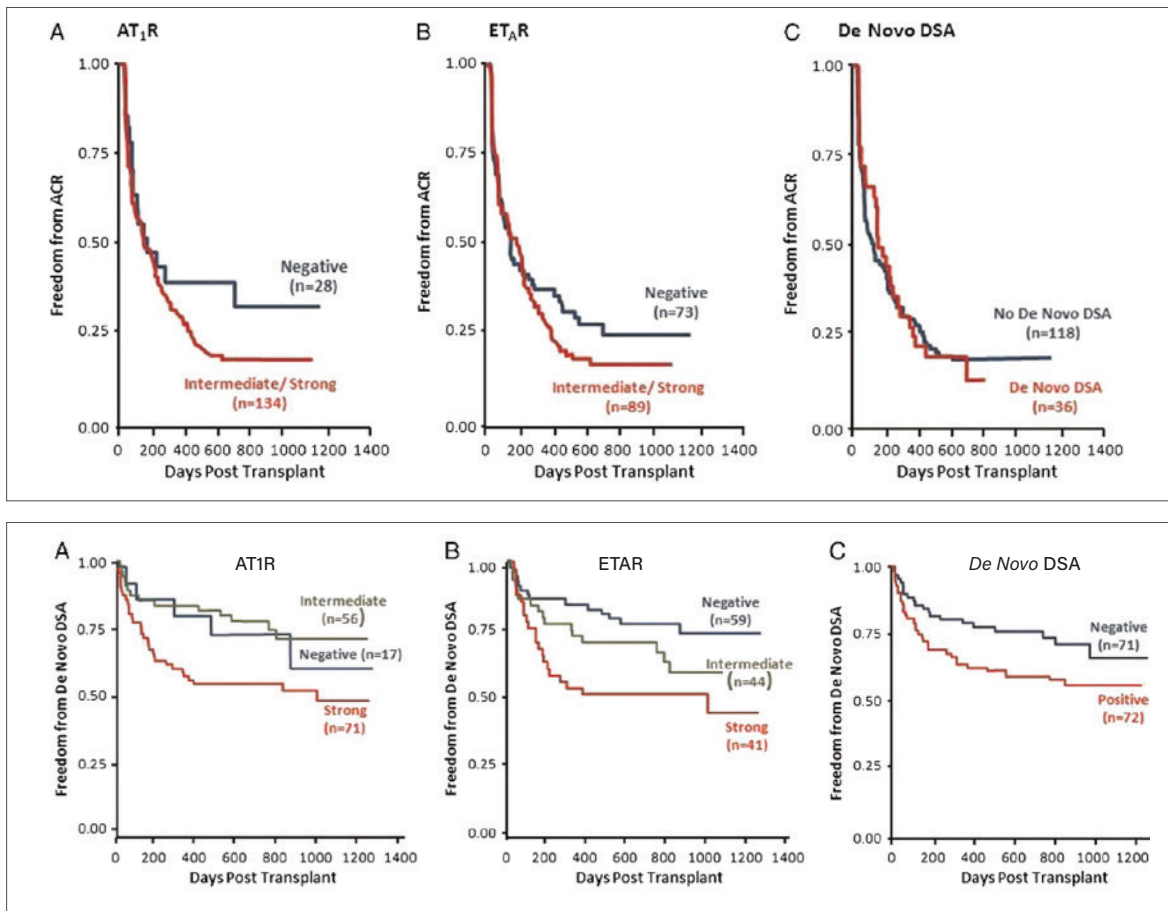 A AT₁R
Freedom from ACR
1.00
0.75
0.50
0.25
0.00
Negative
(n=28)
Intermediate/ Strong
(n=134)
0 200 400 600 800 1000 1200 1400
Days Post Transplant
B ETAR
Freedom from ACR
1.00
0.75
0.50
0.25
0.00
Negative
(n=73)
Intermediate/ Strong
(n=89)
0 200 400 600 800 1000 1200 1400
Days Post Transplant
C De Novo DSA
Freedom from ACR
1.00
0.75
0.50
0.25
0.00
No De Novo DSA
(n=118)
De Novo DSA
(n=36)
0 200 400 600 800 1000 1200 1400
Days Post Transplant
A AT1R
Freedom from De Novo DSA
1.00
0.75
0.50
0.25
0.00
Intermediate
(n=56)
Negative (n=17)
Strong
(n=71)
0 200 400 600 800 1000 1200 1400
Days Post Transplant
B ETAR
Freedom from De Novo DSA
1.00
0.75
0.50
0.25
0.00
Negative
(n=59)
Intermediate
(n=44)
Strong
(n=41)
0 200 400 600 800 1000 1200 1400
Days Post Transplant
C De Novo DSA
Freedom from De Novo DSA
1.00
0.75
0.50
0.25
0.00
Negative
(n=71)
Positive
(n=72)
0 200 400 600 800 1000 1200
Days Post Transplant